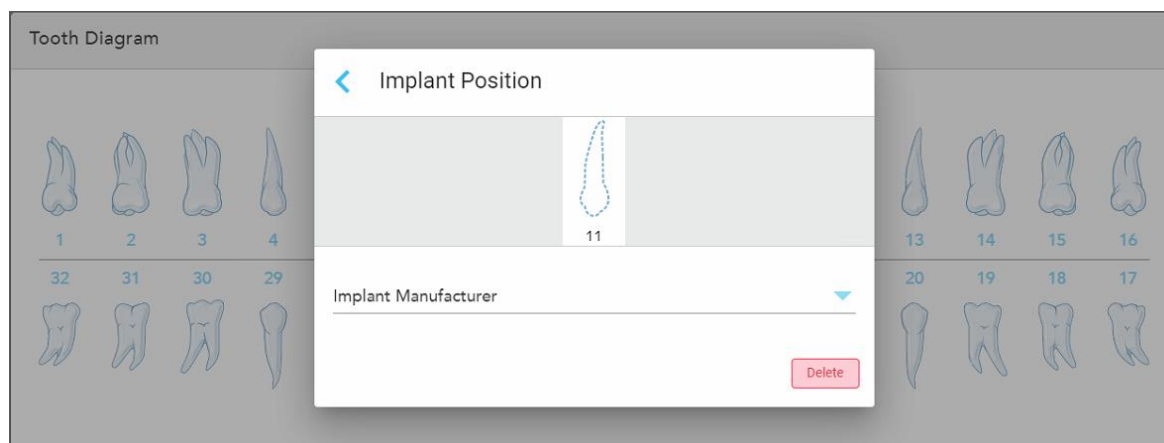 Tooth Diagram
Implant Position
11
1 2 3 4 13 14 15 16
32 31 30 29 20 19 18 17
Implant Manufacturer
Delete